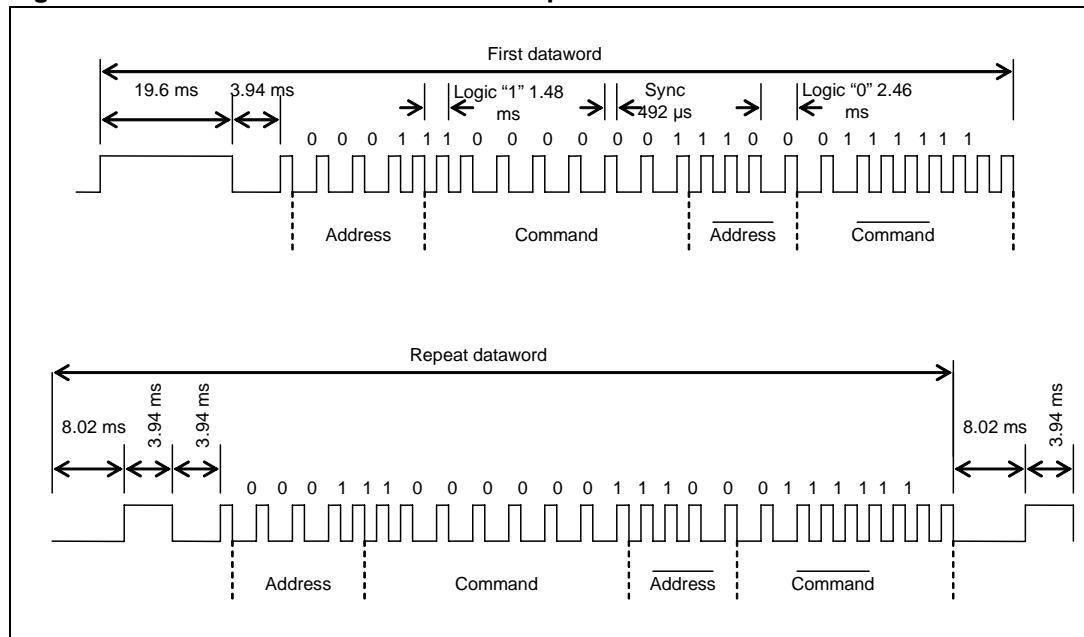 First dataword
19.6 ms 3.94 ms Logic “1” 1.48 ms Sync 492 µs Logic “0” 2.46 ms
0 0 0 1 1 1 0 0 0 0 0 0 1 1 1 0 0 0 1 1 1 1 1 1
Address Command Address Command
Repeat dataword
8.02 ms 3.94 ms 3.94 ms 8.02 ms 3.94 ms
0 0 0 1 1 1 0 0 0 0 0 0 1 1 1 0 0 0 1 1 1 1 1 1
Address Command Address Command